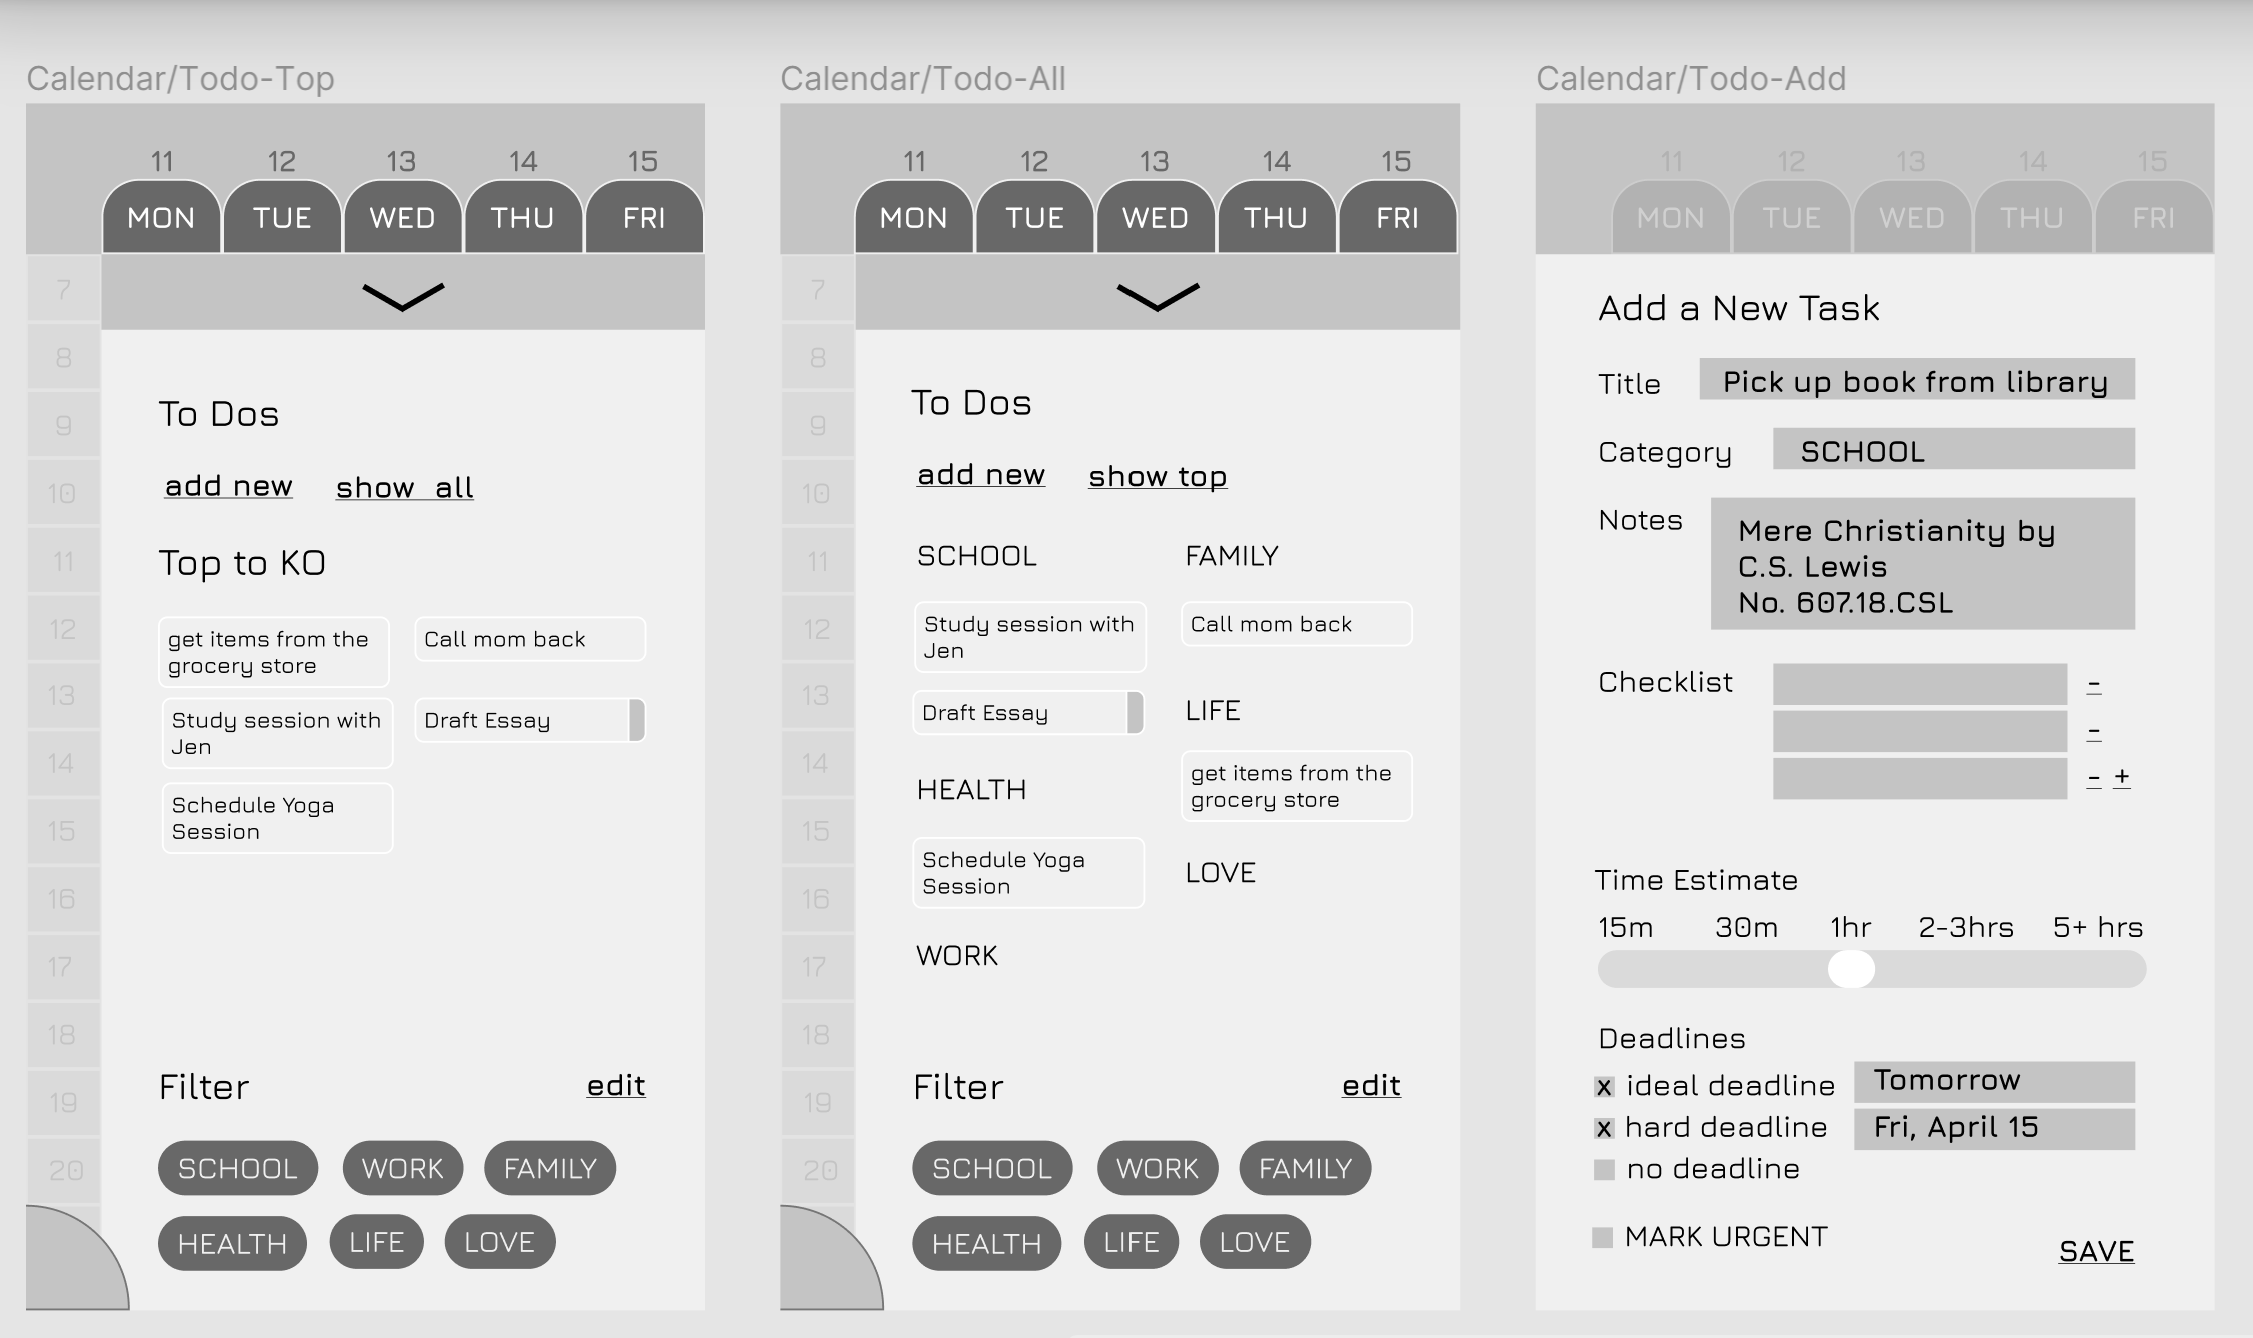 Calendar/Todo-Top
11 12 13 14 15
MON TUE WED THU FRI
7
8
9
10
11
12
13
14
15
16
17
18
19
20
To Dos
add new show all
Top to KO
get items from the
grocery store
Call mom back
Study session with
Jen
Draft Essay
Schedule Yoga
Session
Filter edit
SCHOOL WORK FAMILY
HEALTH LIFE LOVE
Calendar/Todo-All
11 12 13 14 15
MON TUE WED THU FRI
7
8
9
10
11
12
13
14
15
16
17
18
19
20
To Dos
add new show top
SCHOOL
Study session with
Jen
Draft Essay
HEALTH
Schedule Yoga
Session
WORK
FAMILY
Call mom back
LIFE
get items from the
grocery store
LOVE
Filter edit
SCHOOL WORK FAMILY
HEALTH LIFE LOVE
Calendar/Todo-Add
11 12 13 14 15
MON TUE WED THU FRI
Add a New Task
Title Pick up book from library
Category SCHOOL
Notes Mere Christianity by
C.S. Lewis
No. 607.18.CSL
Checklist -
-
- +
Time Estimate
15m 30m 1hr 2-3hrs 5+ hrs
Deadlines
x ideal deadline Tomorrow
x hard deadline Fri, April 15
no deadline
MARK URGENT
SAVE